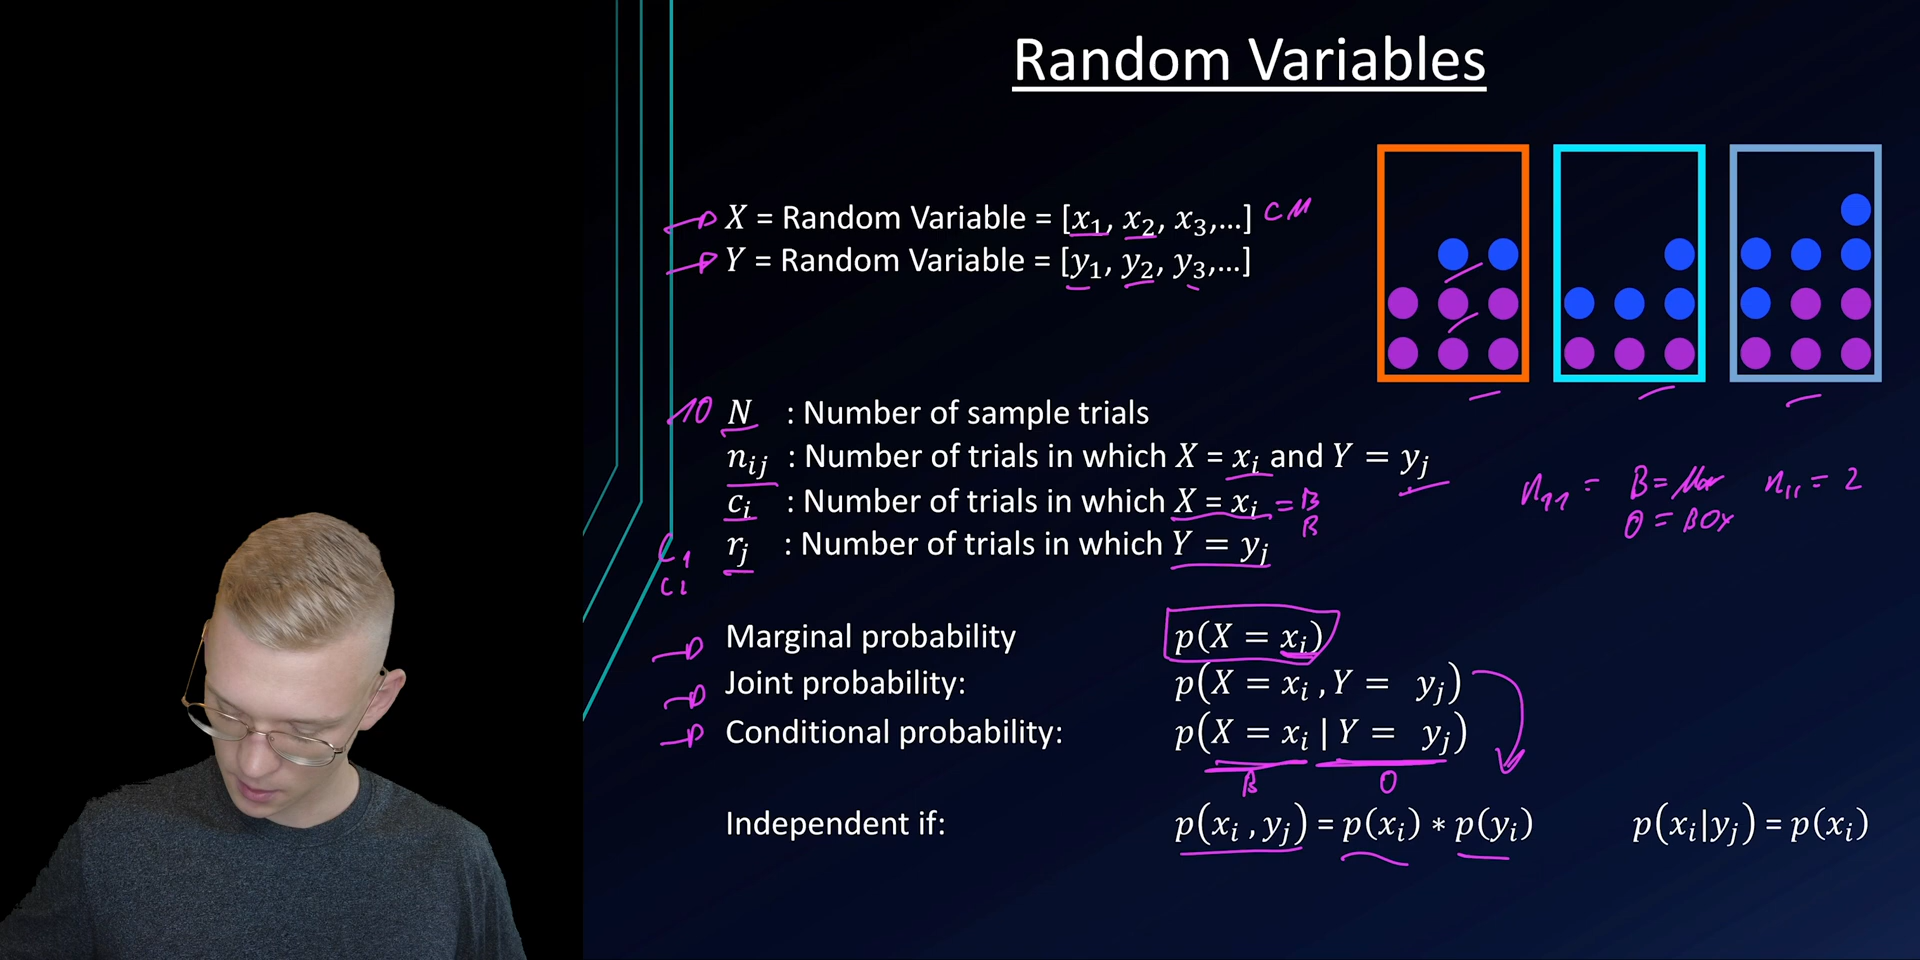 Random Variables
X = Random Variable = [x₁, x₂, x₃,...] CM
Y = Random Variable = [y₁, y₂, y₃,...]
10 N : Number of sample trials
nᵢⱼ : Number of trials in which X = xᵢ and Y = yⱼ
n₁₁ = B = n₁₁ = 2
O = BOX
cᵢ : Number of trials in which X = xᵢ = B
B
C₁ rⱼ : Number of trials in which Y = yⱼ
Marginal probability p(X = xᵢ)
Joint probability: p(X = xᵢ , Y = yⱼ)
Conditional probability: p(X = xᵢ | Y = yⱼ)
B O
Independent if: p(xᵢ , yⱼ) = p(xᵢ) ∗ p(yᵢ) p(xᵢ|yⱼ) = p(xᵢ)